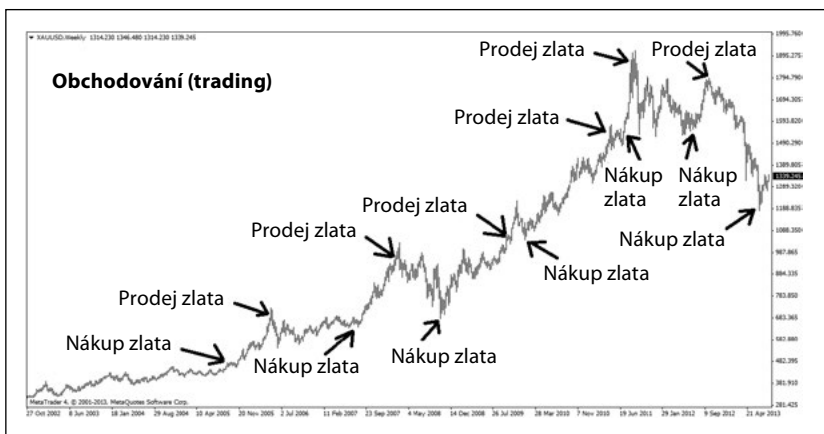 XAUUSD.Weekly 1314.230 1346.480 1314.230 1339.245
Obchodování (trading)
Prodej zlata
Prodej zlata
Prodej zlata
Prodej zlata
Prodej zlata
Prodej zlata
Nákup zlata
Nákup zlata
Nákup zlata
Nákup zlata
Nákup
zlata
Nákup
zlata
Nákup zlata
1995.760
1895.275
1794.790
1694.305
1593.820
1490.290
1389.805
1339.245
1289.320
1188.835
1088.350
987.865
884.335
783.850
683.365
582.880
482.395
381.910
281.425
MetaTrader 4, © 2001-2013, MetaQuotes Software Corp.
27 Oct 2002
8 Jun 2003
18 Jan 2004
29 Aug 2004
10 Apr 2005
20 Nov 2005
2 Jul 2006
11 Feb 2007
23 Sep 2007
4 May 2008
14 Dec 2008
26 Jul 2009
28 Mar 2010
7 Nov 2010
19 Jun 2011
29 Jan 2012
9 Sep 2012
21 Apr 2013